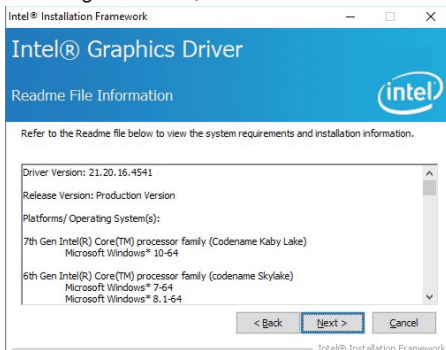 Intel® Installation Framework
Intel® Graphics Driver
Readme File Information
intel
Refer to the Readme file below to view the system requirements and installation information.
Driver Version: 21.20.16.4541
Release Version: Production Version
Platforms/ Operating System(s):
7th Gen Intel(R) Core(TM) processor family (Codename Kaby Lake)
Microsoft Windows* 10-64
6th Gen Intel(R) Core(TM) processor family (codename Skylake)
Microsoft Windows* 7-64
Microsoft Windows* 8.1-64
< Back Next > Cancel
Intel® Installation Framework